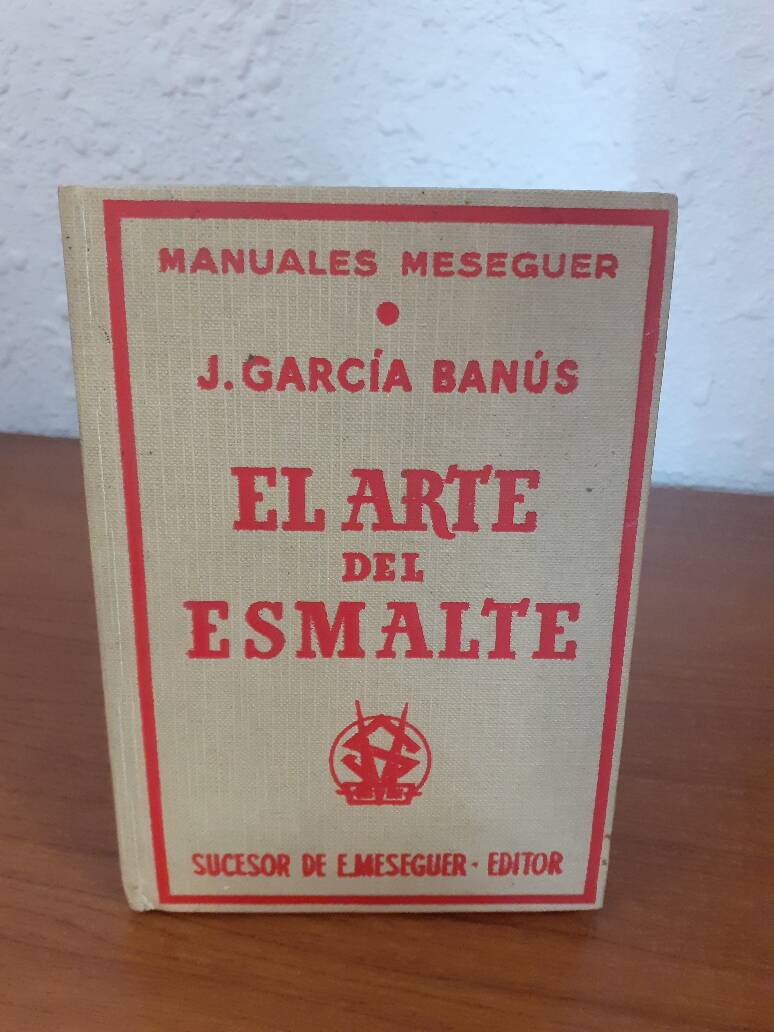 MANUALES MESEGUER
J. GARCÍA BANÚS
EL ARTE
DEL
ESMALTE
SUCESOR DE E.MESEGUER · EDITOR